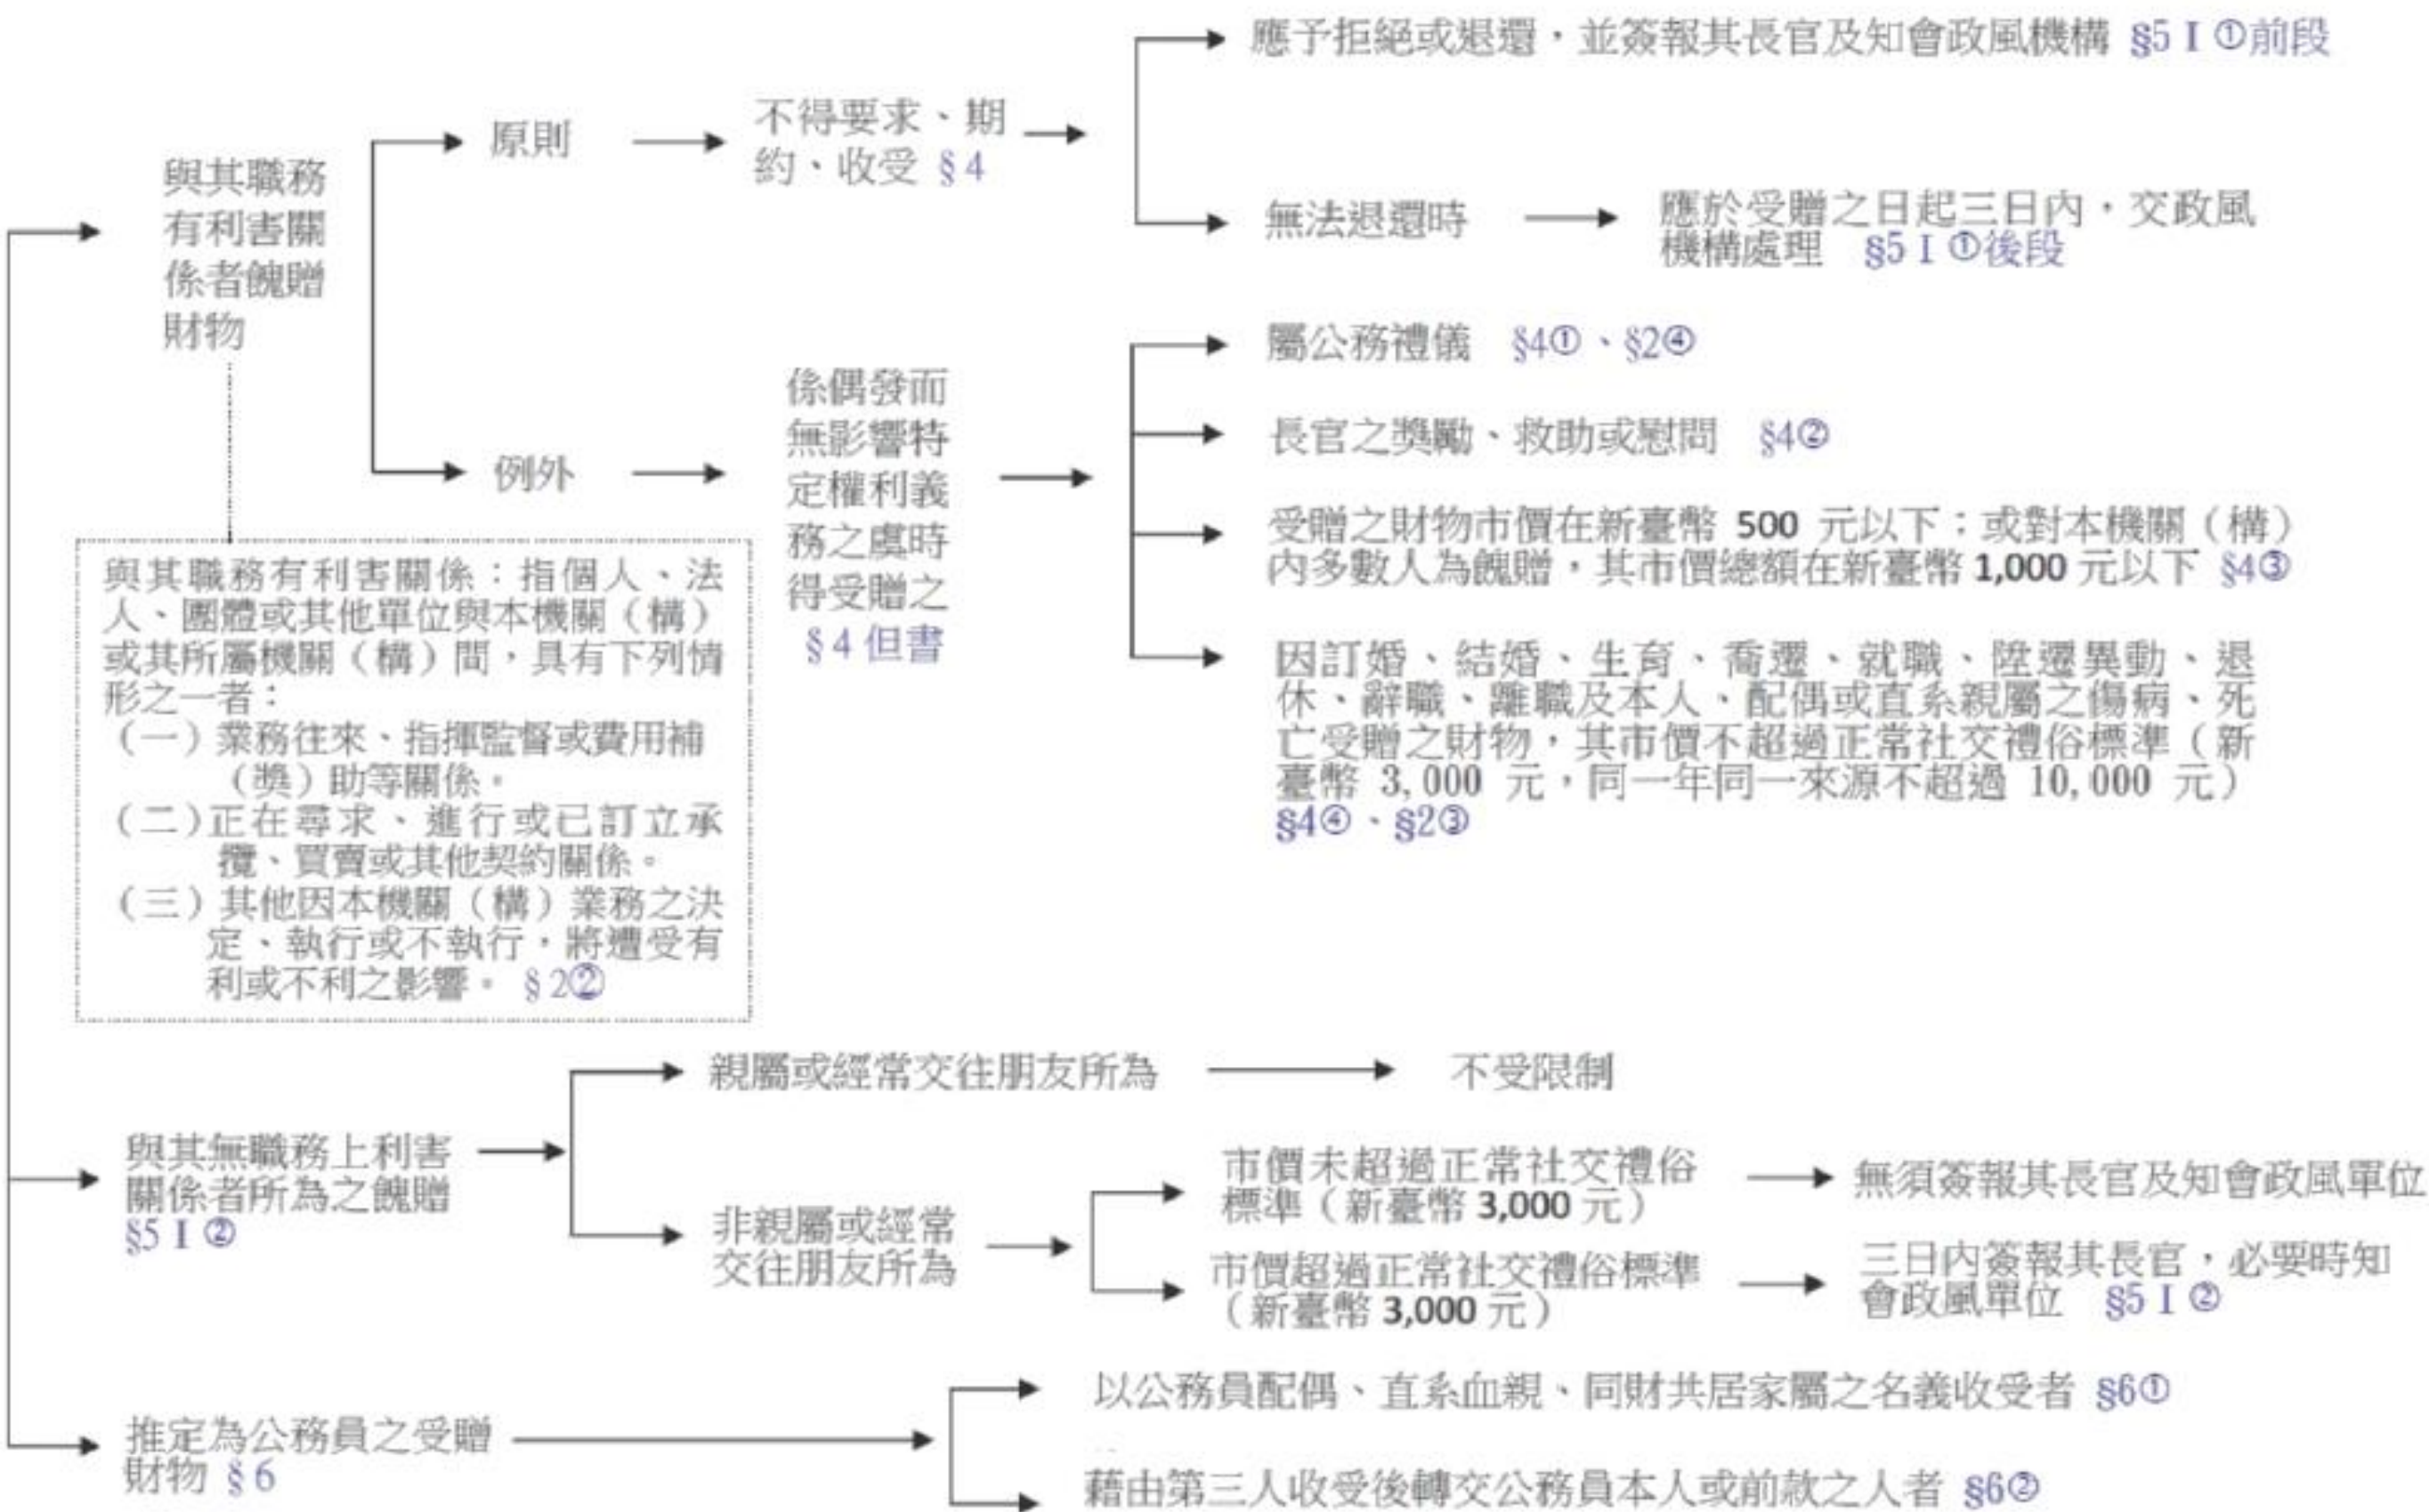 應予拒絕或退還，並簽報其長官及知會政風機構 §5 I ①前段
與其職務
有利害關
係者餽贈
財物
原則
不得要求、期
約、收受 §4
無法退還時
應於受贈之日起三日內，交政風
機構處理 §5 I ①後段
例外
係偶發而
無影響特
定權利義
務之虞時
得受贈之
§4 但書
屬公務禮儀 §4①、§2④
長官之獎勵、救助或慰問 §4②
受贈之財物市價在新臺幣 500 元以下；或對本機關（構）
內多數人為餽贈，其市價總額在新臺幣 1,000 元以下 §4③
因訂婚、結婚、生育、喬遷、就職、陞遷異動、退
休、辭職、離職及本人、配偶或直系親屬之傷病、死
亡受贈之財物，其市價不超過正常社交禮俗標準（新
臺幣 3,000 元，同一年同一來源不超過 10,000 元）
§4④、§2③
與其職務有利害關係：指個人、法
人、團體或其他單位與本機關（構）
或其所屬機關（構）間，具有下列情
形之一者：
（一）業務往來、指揮監督或費用補
（獎）助等關係。
（二）正在尋求、進行或已訂立承
攬、買賣或其他契約關係。
（三）其他因本機關（構）業務之決
定、執行或不執行，將遭受有
利或不利之影響。 §2②
與其無職務上利害
關係者所為之餽贈
§5 I ②
親屬或經常交往朋友所為
不受限制
非親屬或經常
交往朋友所為
市價未超過正常社交禮俗
標準（新臺幣 3,000 元）
無須簽報其長官及知會政風單位
市價超過正常社交禮俗標準
（新臺幣 3,000 元）
三日內簽報其長官，必要時知
會政風單位 §5 I ②
推定為公務員之受贈
財物 §6
以公務員配偶、直系血親、同財共居家屬之名義收受者 §6①
藉由第三人收受後轉交公務員本人或前款之人者 §6②